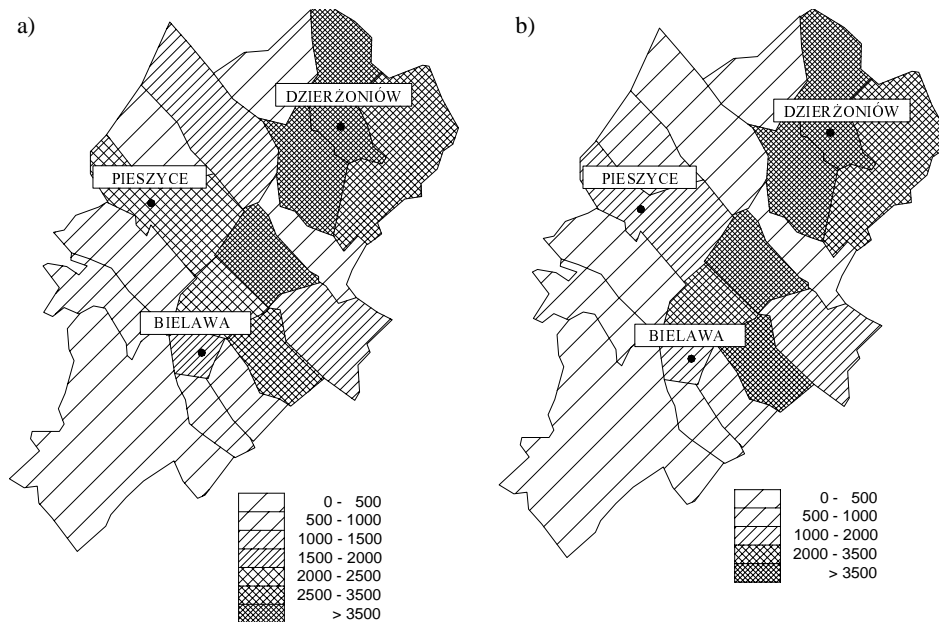 a)
DZIERŻONIÓW
PIESZYCE
BIELAWA
0 - 500
500 - 1000
1000 - 1500
1500 - 2000
2000 - 2500
2500 - 3500
> 3500
b)
DZIERŻONIÓW
PIESZYCE
BIELAWA
0 - 500
500 - 1000
1000 - 2000
2000 - 3500
> 3500